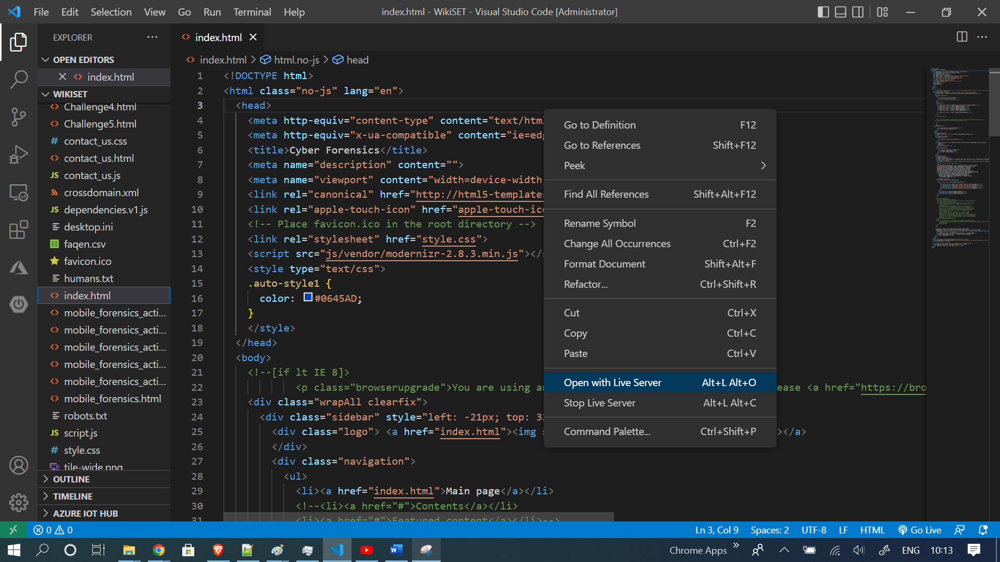 File Edit Selection View Go Run Terminal Help
index.html - WikiSET - Visual Studio Code [Administrator]
EXPLORER
OPEN EDITORS
index.html
WIKISET
Challenge4.html
Challenge5.html
contact_us.css
contact_us.html
contact_us.js
crossdomain.xml
dependencies.v1.js
desktop.ini
faqen.csv
favicon.ico
humans.txt
index.html
mobile_forensics_acti...
mobile_forensics_acti...
mobile_forensics_acti...
mobile_forensics_acti...
mobile_forensics_acti...
mobile_forensics.html
robots.txt
script.js
style.css
tile-wide.png
OUTLINE
TIMELINE
AZURE IOT HUB
index.html
index.html > html.no-js > head
1 <!DOCTYPE html>
2 <html class="no-js" lang="en">
3 <head>
4 <meta http-equiv="content-type" content="text/html
5 <meta http-equiv="x-ua-compatible" content="ie=edg
6 <title>Cyber Forensics</title>
7 <meta name="description" content="">
8 <meta name="viewport" content="width=device-width
9 <link rel="canonical" href="http://html5-templates
10 <link rel="apple-touch-icon" href="apple-touch-ico
11 <!-- Place favicon.ico in the root directory -->
12 <link rel="stylesheet" href="style.css">
13 <script src="js/vendor/modernizr-2.8.3.min.js"></
14 <style type="text/css">
15 .auto-style1 {
16 color: #0645AD;
17 }
18 </style>
19 </head>
20 <body>
21 <!--[if lt IE 8]>
22 <p class="browserupgrade">You are using an ease <a href="https://bro
23 <div class="wrapAll clearfix">
24 <div class="sidebar" style="left: -21px; top: 3
25 <div class="logo"> <a href="index.html"><img ></a>
26 </div>
27 <div class="navigation">
28 <ul>
29 <li><a href="index.html">Main page</a></li>
30 <!--<li><a href="#">Contents</a></li>
31 <li><a href="#">Featured content</a></li>-->
Go to Definition F12
Go to References Shift+F12
Peek
Find All References Shift+Alt+F12
Rename Symbol F2
Change All Occurrences Ctrl+F2
Format Document Shift+Alt+F
Refactor... Ctrl+Shift+R
Cut Ctrl+X
Copy Ctrl+C
Paste Ctrl+V
Open with Live Server Alt+L Alt+O
Stop Live Server Alt+L Alt+C
Command Palette... Ctrl+Shift+P
0 0
Ln 3, Col 9 Spaces: 2 UTF-8 LF HTML Go Live
Chrome Apps ENG 10:13